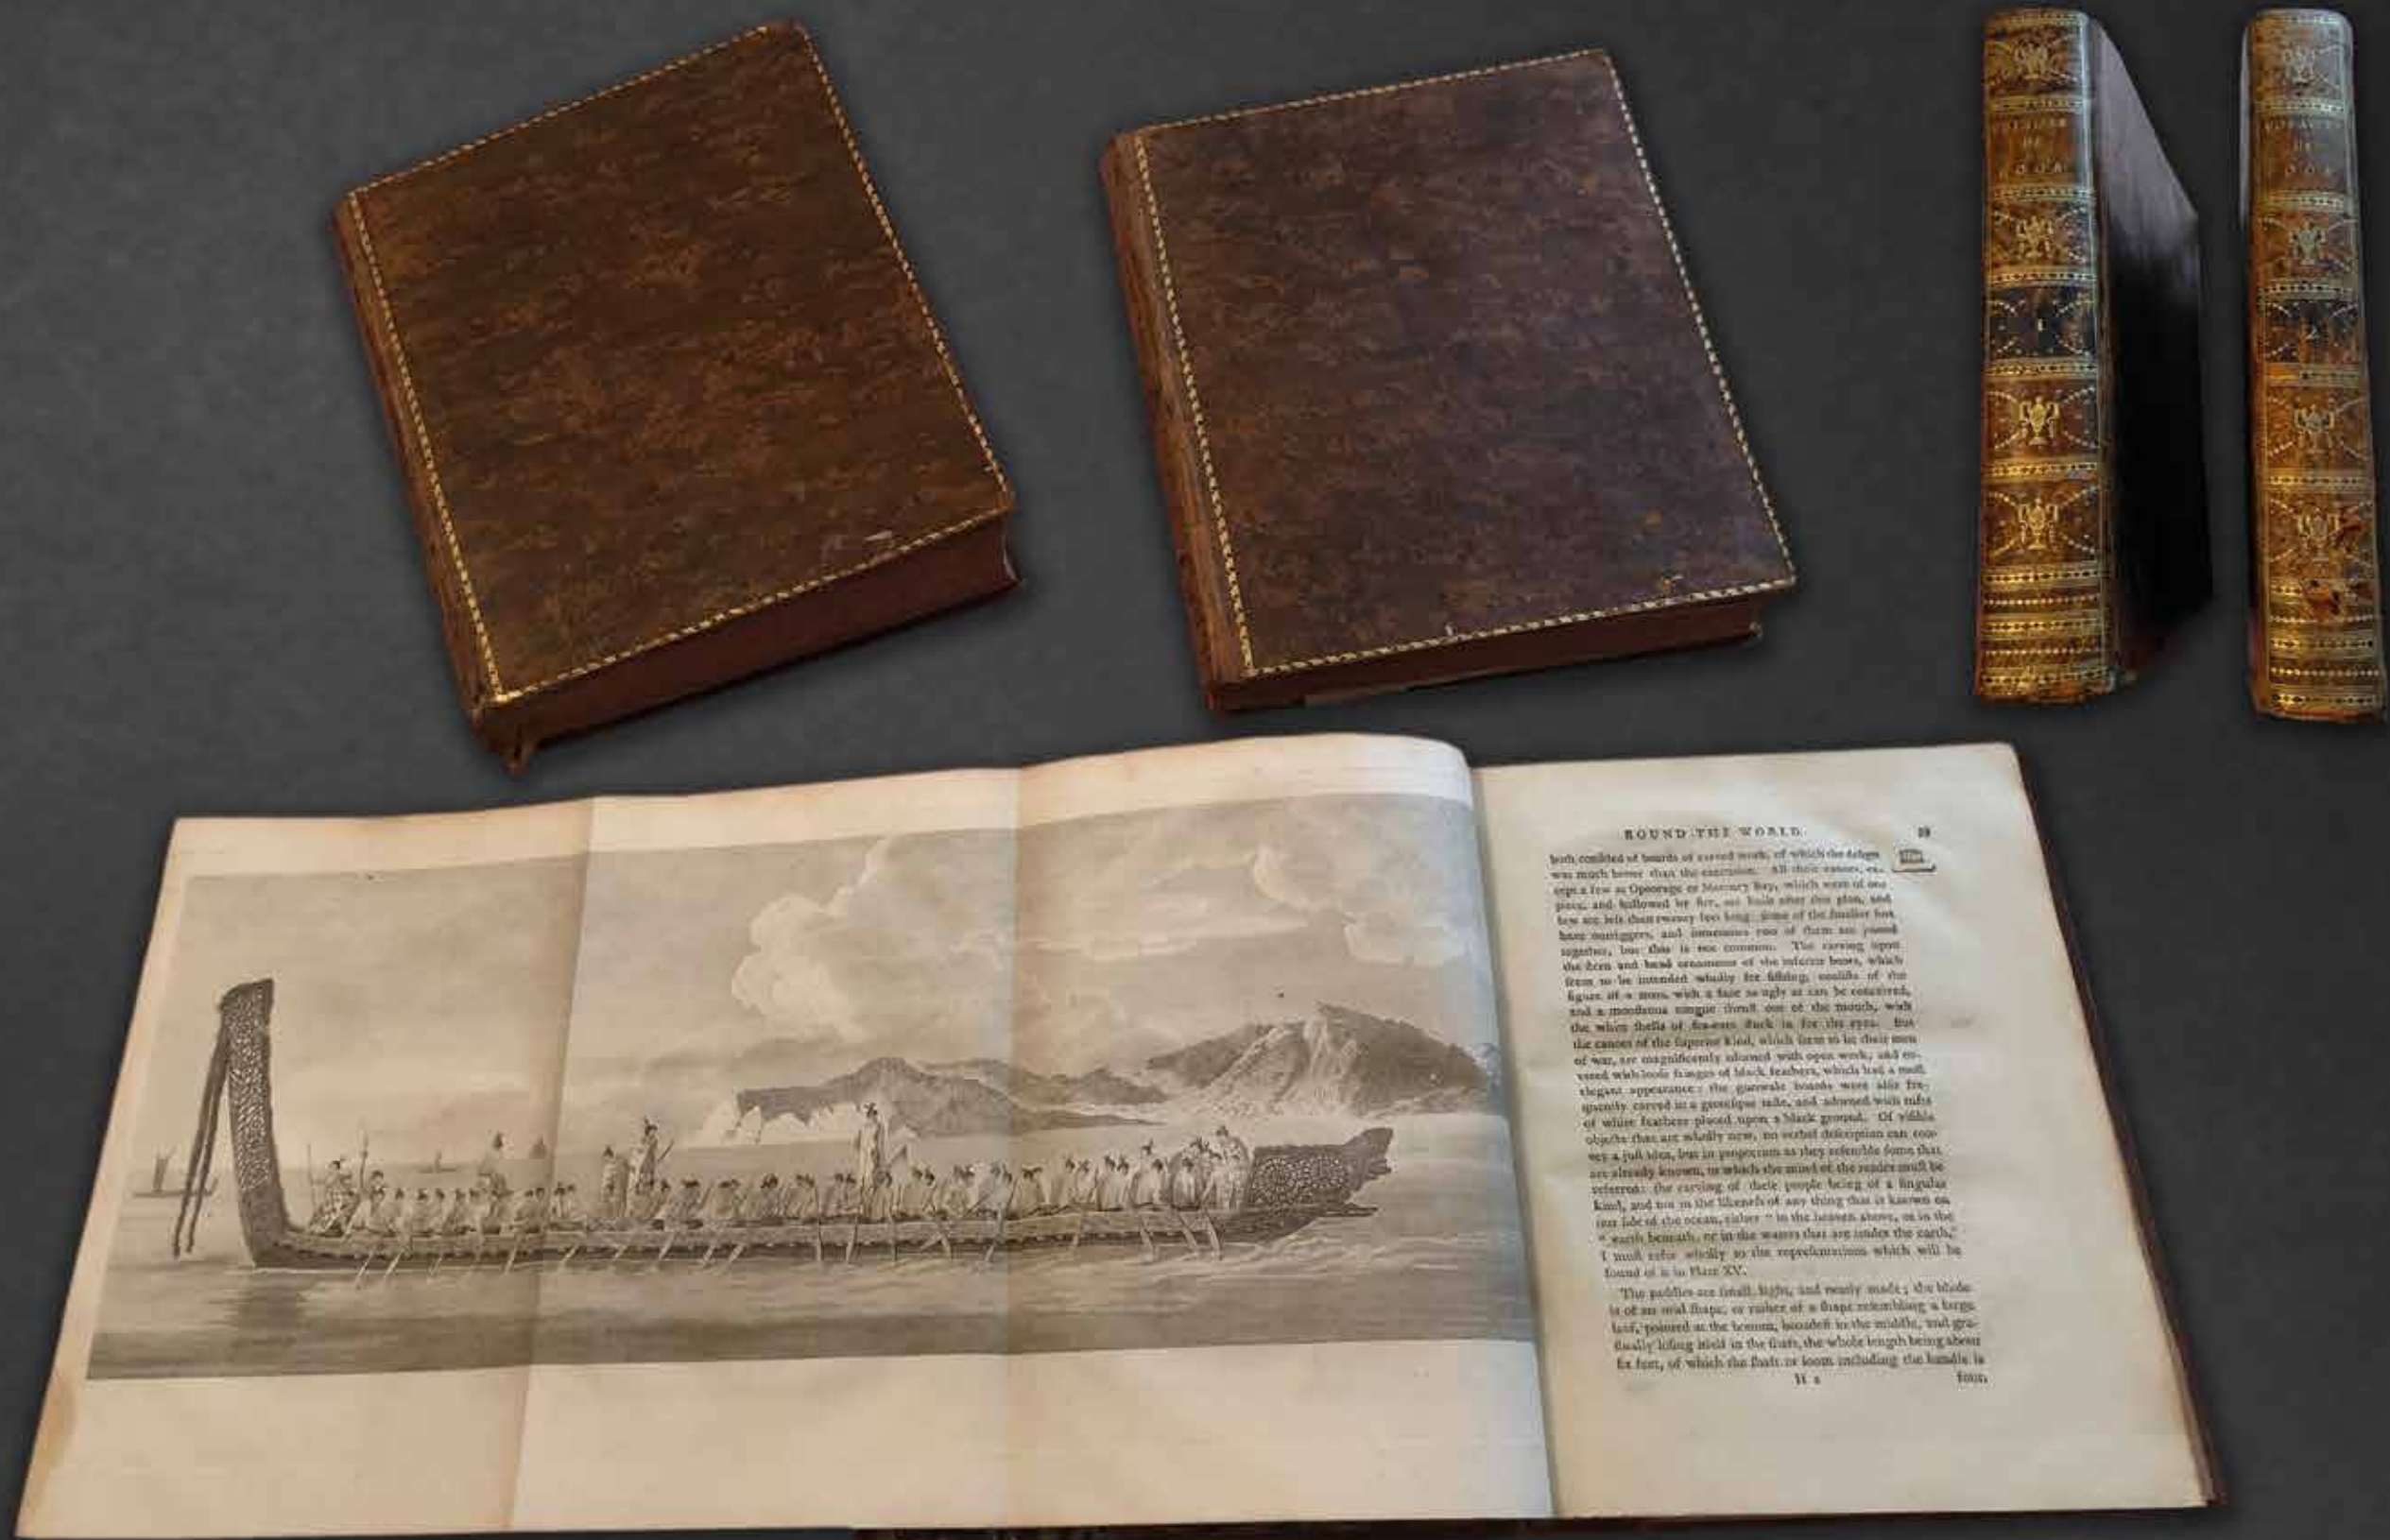 VOYAGES
DE
COOK
I
VOYAGES
DE
COOK
ROUND THE WORLD. 59
both consisted of boards of carved work, of which the design
was much better than the execution. All their canoes, ex-
cept a few at Opoorage or Mercury Bay, which were of one
piece, and hollowed by fire, are built after this plan, and
few are less than twenty feet long: some of the smaller sort
have outriggers, and sometimes two of them are joined
together, but this is not common. The carving upon
the stern and head ornaments of the inferior boats, which
seem to be intended wholly for fishing, consists of the
figure of a man, with a face as ugly as can be conceived,
and a monstrous tongue thrust out of the mouth, with
the white shells of sea-ears stuck in for the eyes. But
the canoes of the superior kind, which seem to be their men
of war, are magnificently adorned with open work, and co-
vered with loose fringes of black feathers, which had a most
elegant appearance: the gunwale boards were also fre-
quently carved in a grotesque taste, and adorned with tufts
of white feathers placed upon a black ground. Of visible
objects that are wholly new, no verbal description can con-
vey a just idea, but in proportion as they resemble some that
are already known, to which the mind of the reader must be
referred: the carving of these people being of a singular
kind, and not in the likeness of any thing that is known on
our side of the ocean, either " in the heaven above, or in the
" earth beneath, or in the waters that are under the earth,"
I must refer wholly to the representations which will be
found of it in Plate XV.
The paddles are small, light, and neatly made; the blade
is of an oval shape, or rather of a shape resembling a large
leaf, pointed at the bottom, broadest in the middle, and gra-
dually losing itself in the shaft, the whole length being about
six feet, of which the shaft or loom including the handle is
H 2 four,